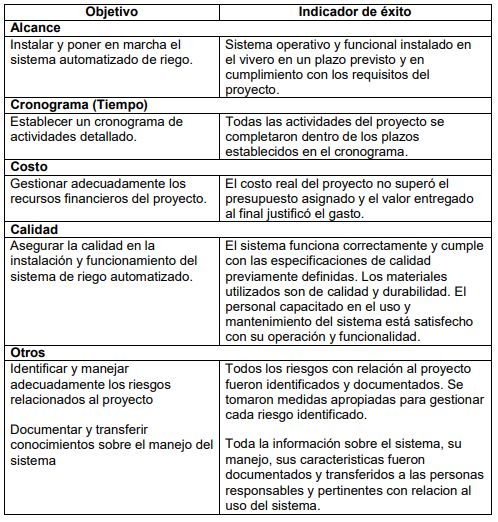 Objetivo
Indicador de éxito
Alcance
Instalar y poner en marcha el
sistema automatizado de riego.
Sistema operativo y funcional instalado en
el vivero en un plazo previsto y en
cumplimiento con los requisitos del
proyecto.
Cronograma (Tiempo)
Establecer un cronograma de
actividades detallado.
Todas las actividades del proyecto se
completaron dentro de los plazos
establecidos en el cronograma.
Costo
Gestionar adecuadamente los
recursos financieros del proyecto.
El costo real del proyecto no superó el
presupuesto asignado y el valor entregado
al final justificó el gasto.
Calidad
Asegurar la calidad en la
instalación y funcionamiento del
sistema de riego automatizado.
El sistema funciona correctamente y cumple
con las especificaciones de calidad
previamente definidas. Los materiales
utilizados son de calidad y durabilidad. El
personal capacitado en el uso y
mantenimiento del sistema está satisfecho
con su operación y funcionalidad.
Otros
Identificar y manejar
adecuadamente los riesgos
relacionados al proyecto
Documentar y transferir
conocimientos sobre el manejo del
sistema
Todos los riesgos con relación al proyecto
fueron identificados y documentados. Se
tomaron medidas apropiadas para gestionar
cada riesgo identificado.
Toda la información sobre el sistema, su
manejo, sus caracteristicas fueron
documentados y transferidos a las personas
responsables y pertinentes con relacion al
uso del sistema.